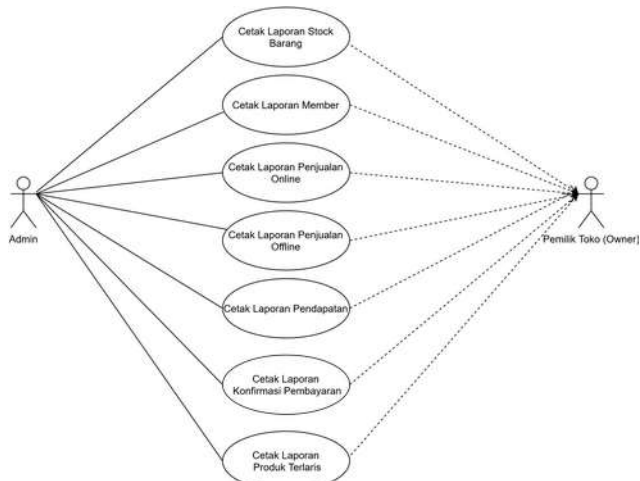 Cetak Laporan Stock
Barang
Cetak Laporan Member
Cetak Laporan Penjualan
Online
Admin
Pemilik Toko (Owner)
Cetak Laporan Penjualan
Offline
Cetak Laporan Pendapatan
Cetak Laporan
Konfirmasi Pembayaran
Cetak Laporan
Produk Terlaris